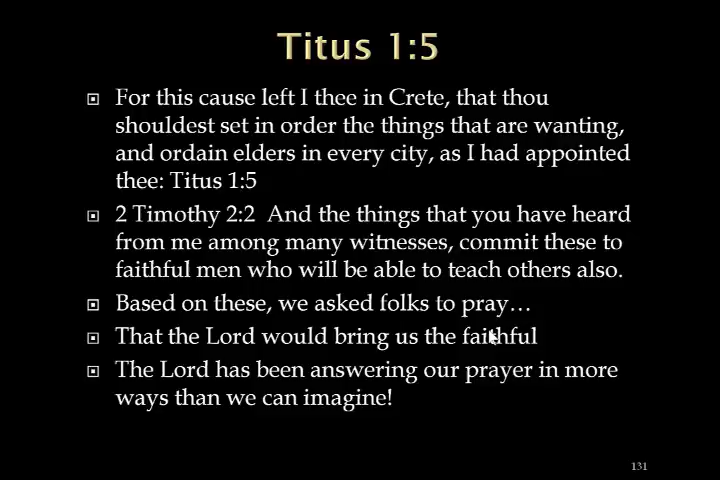 Titus 1:5
For this cause left I thee in Crete, that thou
shouldest set in order the things that are wanting,
and ordain elders in every city, as I had appointed
thee: Titus 1:5
2 Timothy 2:2  And the things that you have heard
from me among many witnesses, commit these to
faithful men who will be able to teach others also.
Based on these, we asked folks to pray…
That the Lord would bring us the faithful
The Lord has been answering our prayer in more
ways than we can imagine!
131